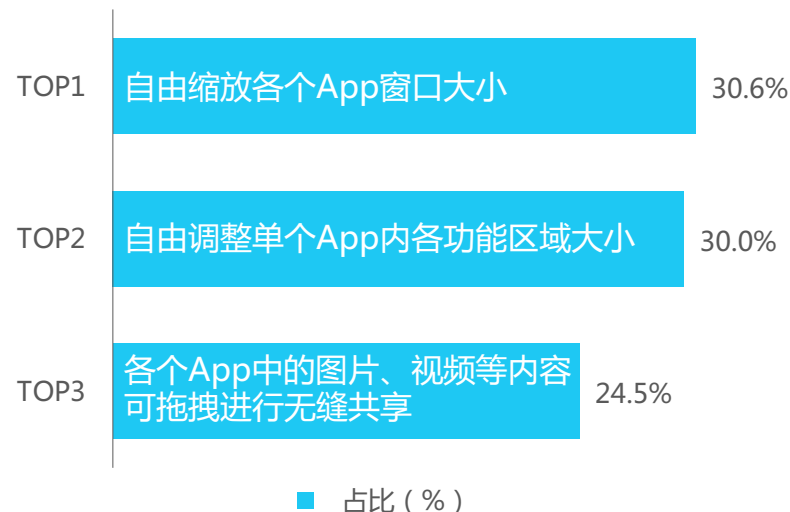 TOP1
自由缩放各个App窗口大小
30.6%
TOP2
自由调整单个App内各功能区域大小
30.0%
TOP3
各个App中的图片、视频等内容
可拖拽进行无缝共享
24.5%
占比（%）